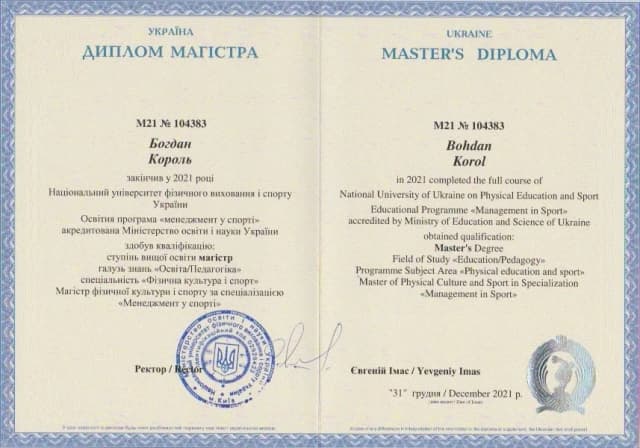 УКРАЇНА
ДИПЛОМ МАГІСТРА
М21 № 104383
Богдан
Король
закінчив у 2021 році
Національний університет фізичного виховання і спорту
України
Освітня програма «менеджмент у спорті»
акредитована Міністерство освіти і науки України
здобув кваліфікацію:
ступінь вищої освіти магістр
галузь знань «Освіта/Педагогіка»
спеціальність «Фізична культура і спорт»
Магістр фізичної культури і спорту за спеціалізацією
«Менеджмент у спорті»
Ректор / Rector
м. Київ
UKRAINE
MASTER'S DIPLOMA
M21 № 104383
Bohdan
Korol
in 2021 completed the full course of
National University of Ukraine on Physical Education and Sport
Educational Programme «Management in Sport»
accredited by Ministry of Education and Science of Ukraine
obtained qualification:
Master's Degree
Field of Study «Education/Pedagogy»
Programme Subject Area «Physical education and sport»
Master of Physical Culture and Sport in Specialization
«Management in Sport»
Євгеній Імас / Yevgeniy Imas
"31" грудня / December 2021 р.